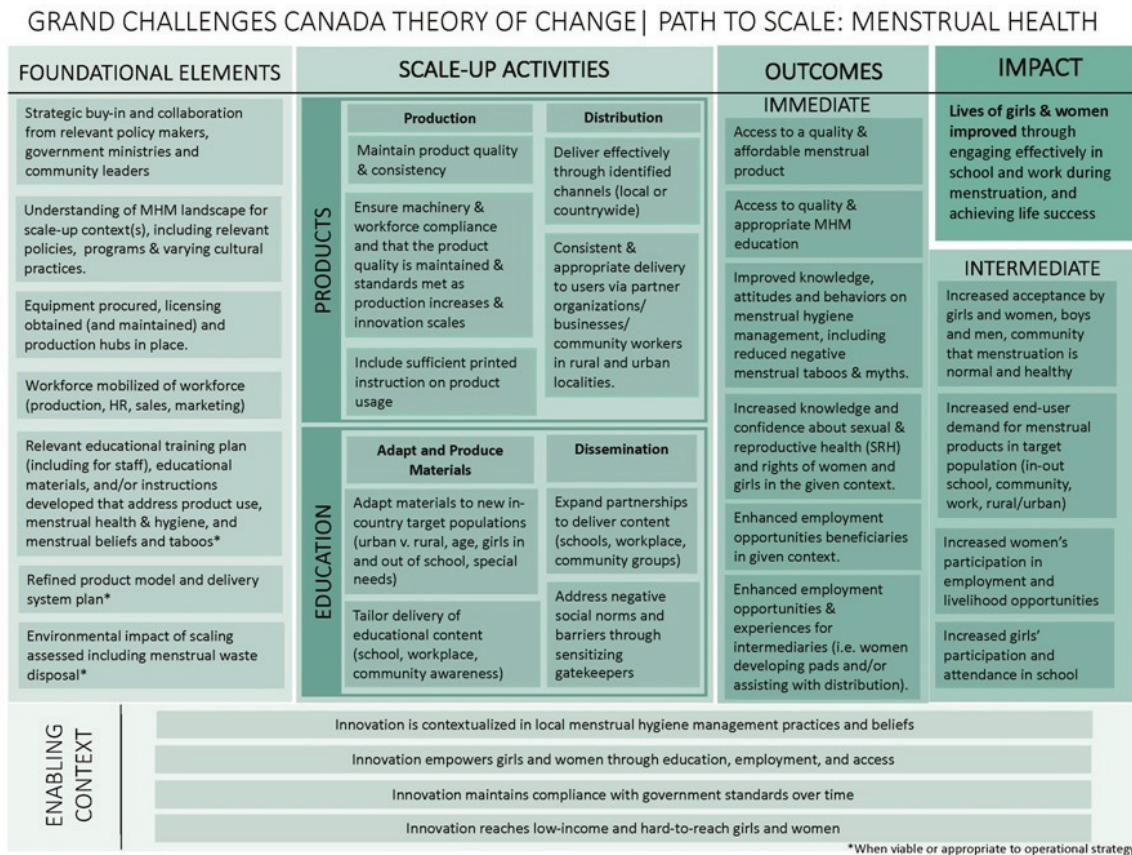 GRAND CHALLENGES CANADA THEORY OF CHANGE| PATH TO SCALE: MENSTRUAL HEALTH
FOUNDATIONAL ELEMENTS
Strategic buy-in and collaboration
from relevant policy makers,
government ministries and
community leaders
Understanding of MHM landscape for
scale-up context(s), including relevant
policies, programs & varying cultural
practices.
Equipment procured, licensing
obtained (and maintained) and
production hubs in place.
Workforce mobilized of workforce
(production, HR, sales, marketing)
Relevant educational training plan
(including for staff), educational
materials, and/or instructions
developed that address product use,
menstrual health & hygiene, and
menstrual beliefs and taboos*
Refined product model and delivery
system plan*
Environmental impact of scaling
assessed including menstrual waste
disposal*
SCALE-UP ACTIVITIES
PRODUCTS
Production
Maintain product quality
& consistency
Ensure machinery &
workforce compliance
and that the product
quality is maintained &
standards met as
production increases &
innovation scales
Include sufficient printed
instruction on product
usage
Distribution
Deliver effectively
through identified
channels (local or
countrywide)
Consistent &
appropriate delivery
to users via partner
organizations/
businesses/
community workers
in rural and urban
localities.
EDUCATION
Adapt and Produce
Materials
Adapt materials to new in-
country target populations
(urban v. rural, age, girls in
and out of school, special
needs)
Tailor delivery of
educational content
(school, workplace,
community awareness)
Dissemination
Expand partnerships
to deliver content
(schools, workplace,
community groups)
Address negative
social norms and
barriers through
sensitizing
gatekeepers
OUTCOMES
IMMEDIATE
Access to a quality &
affordable menstrual
product
Access to quality &
appropriate MHM
education
Improved knowledge,
attitudes and behaviors on
menstrual hygiene
management, including
reduced negative
menstrual taboos & myths.
Increased knowledge and
confidence about sexual &
reproductive health (SRH)
and rights of women and
girls in the given context.
Enhanced employment
opportunities beneficiaries
in given context.
Enhanced employment
opportunities &
experiences for
intermediaries (i.e. women
developing pads and/or
assisting with distribution).
IMPACT
Lives of girls & women
improved through
engaging effectively in
school and work during
menstruation, and
achieving life success
INTERMEDIATE
Increased acceptance by
girls and women, boys
and men, community
that menstruation is
normal and healthy
Increased end-user
demand for menstrual
products in target
population (in-out
school, community,
work, rural/urban)
Increased women's
participation in
employment and
livelihood opportunities
Increased girls'
participation and
attendance in school
ENABLING
CONTEXT
Innovation is contextualized in local menstrual hygiene management practices and beliefs
Innovation empowers girls and women through education, employment, and access
Innovation maintains compliance with government standards over time
Innovation reaches low-income and hard-to-reach girls and women
*When viable or appropriate to operational strategy